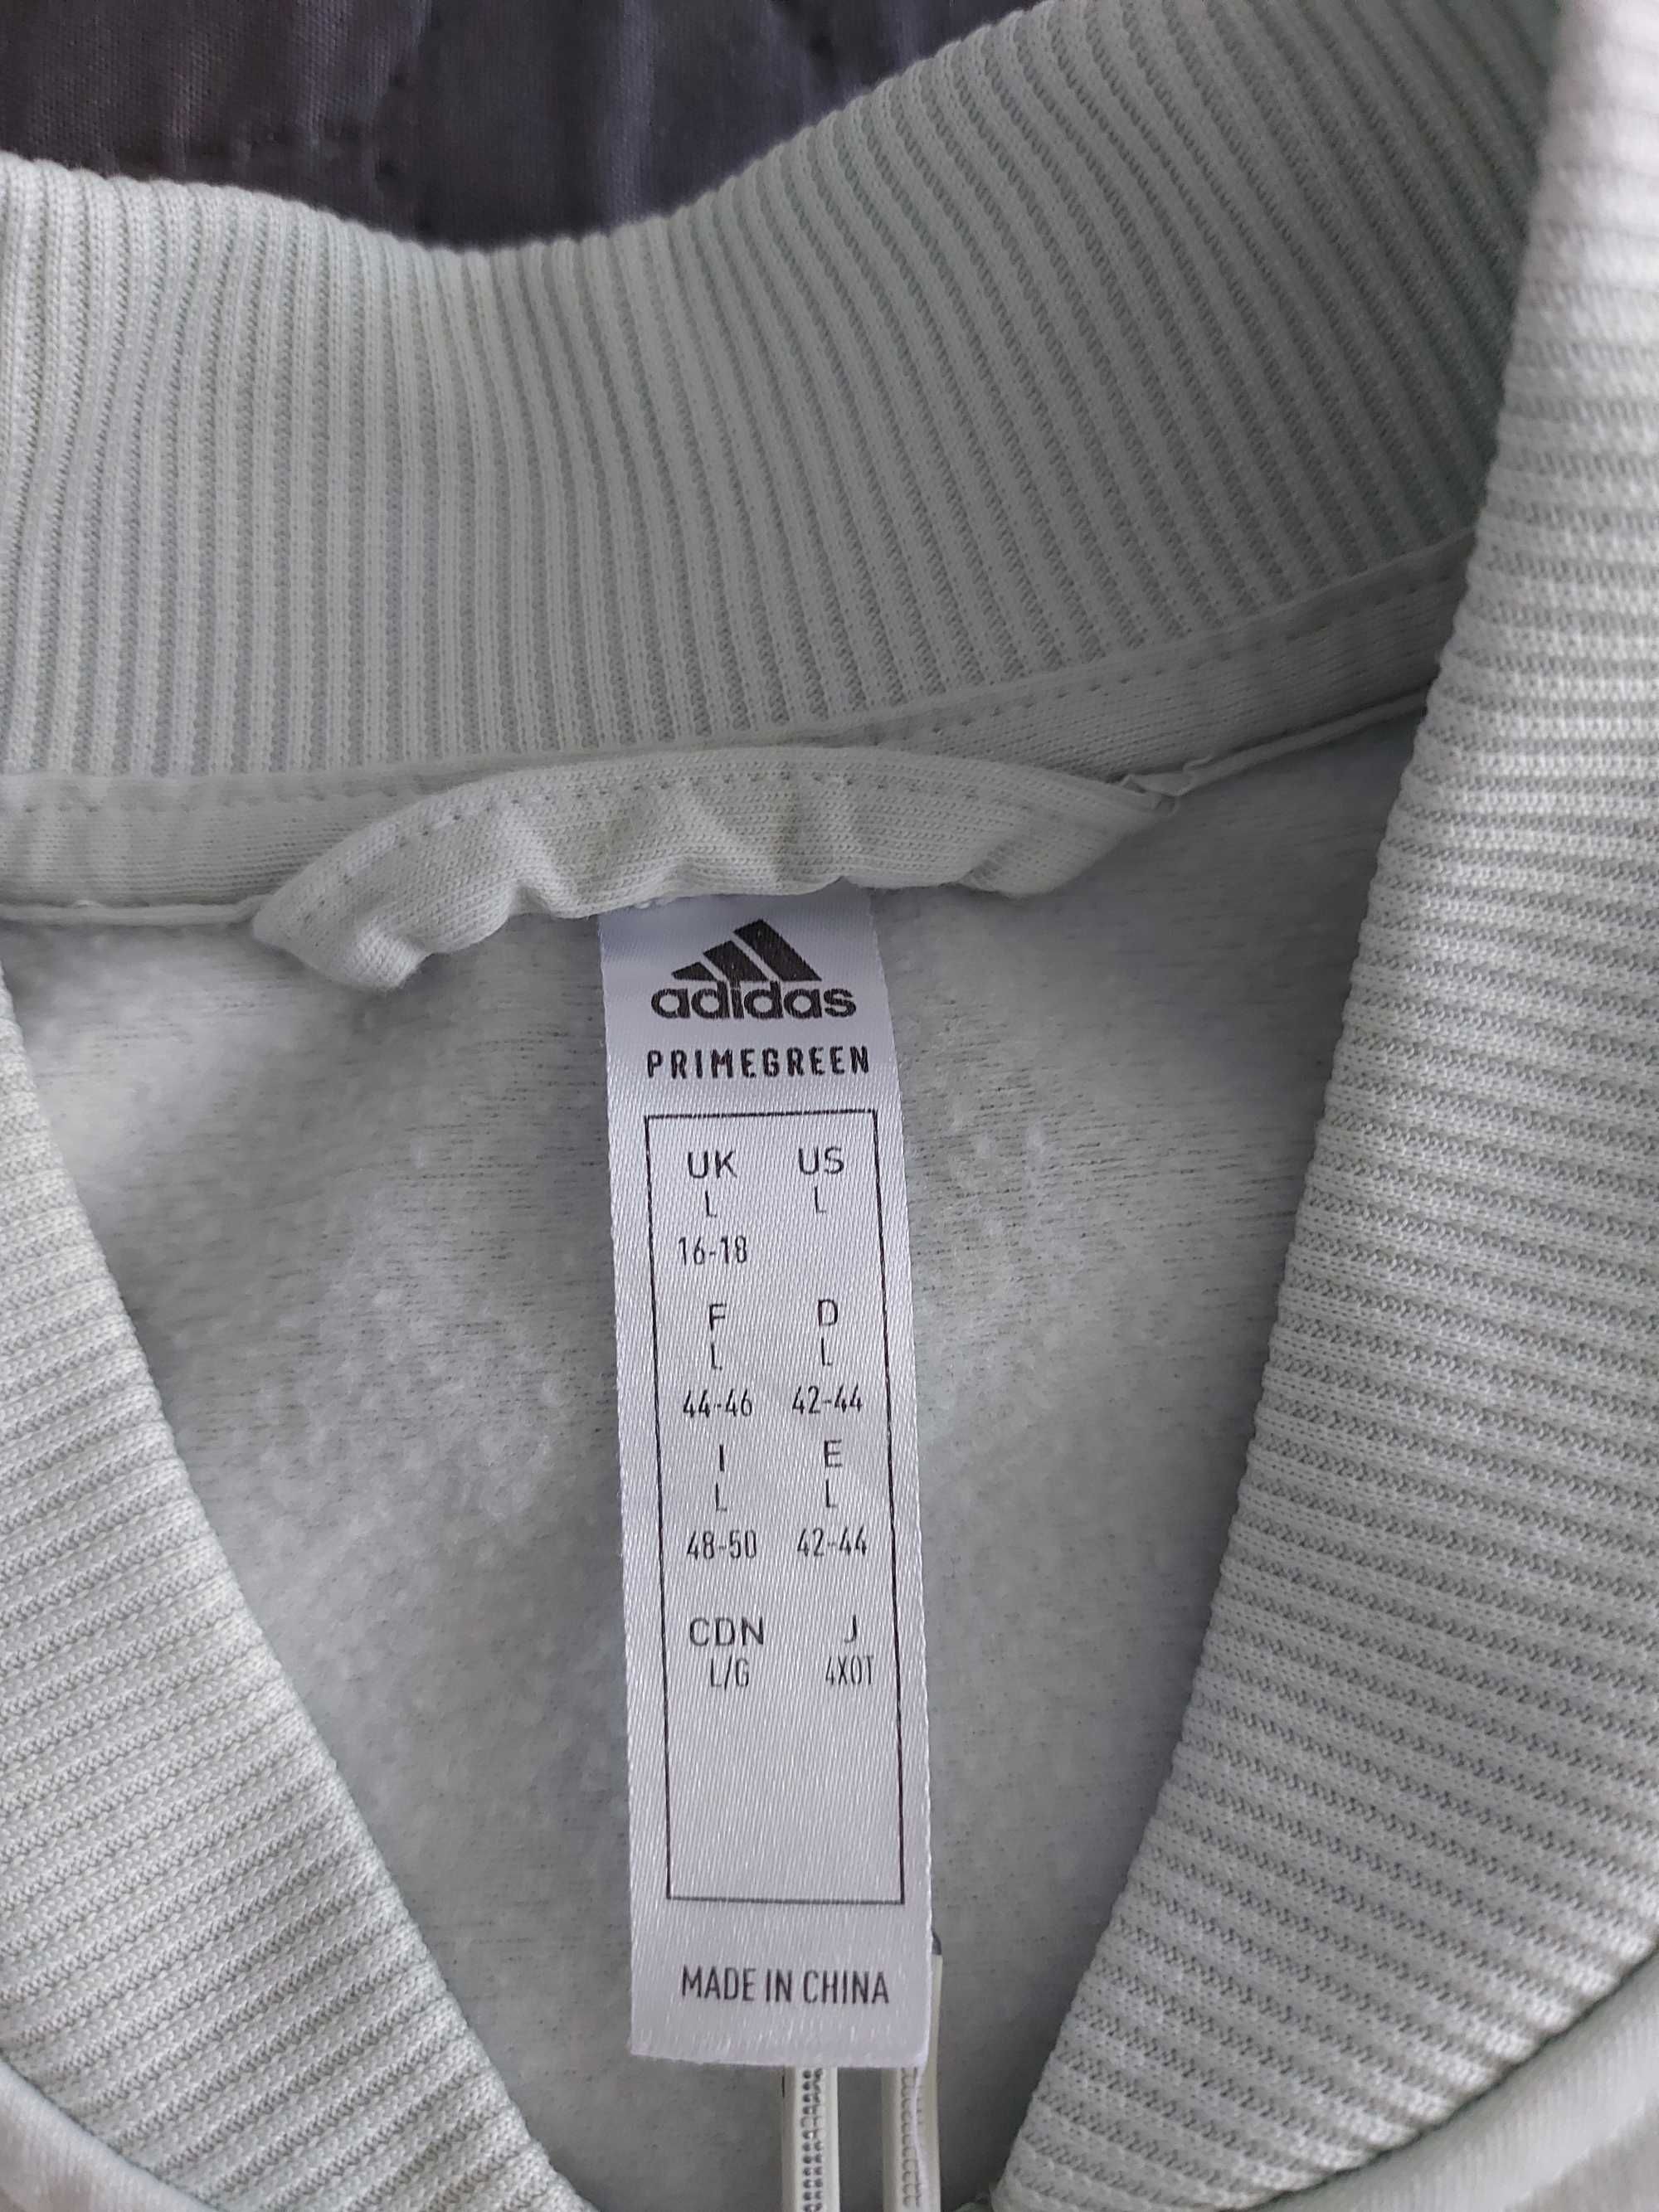 adidas
PRIMEGREEN
UK US
L L
16-18
F D
L L
44-46 42-44
I E
L L
48-50 42-44
CDN J
L/G 4XOT
MADE IN CHINA